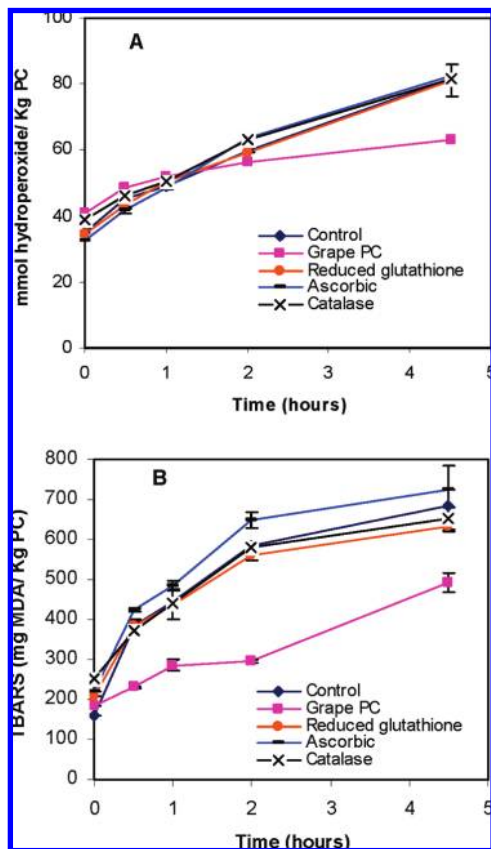 A
mmol hydroperoxide/ Kg PC
100
80
60
40
20
0
Control
Grape PC
Reduced glutathione
Ascorbic
Catalase
0 1 2 3 4 5
Time (hours)
B
TBARS (mg MDA/ Kg PC)
800
700
600
500
400
300
200
100
0
Control
Grape PC
Reduced glutathione
Ascorbic
Catalase
0 1 2 3 4 5
Time (hours)